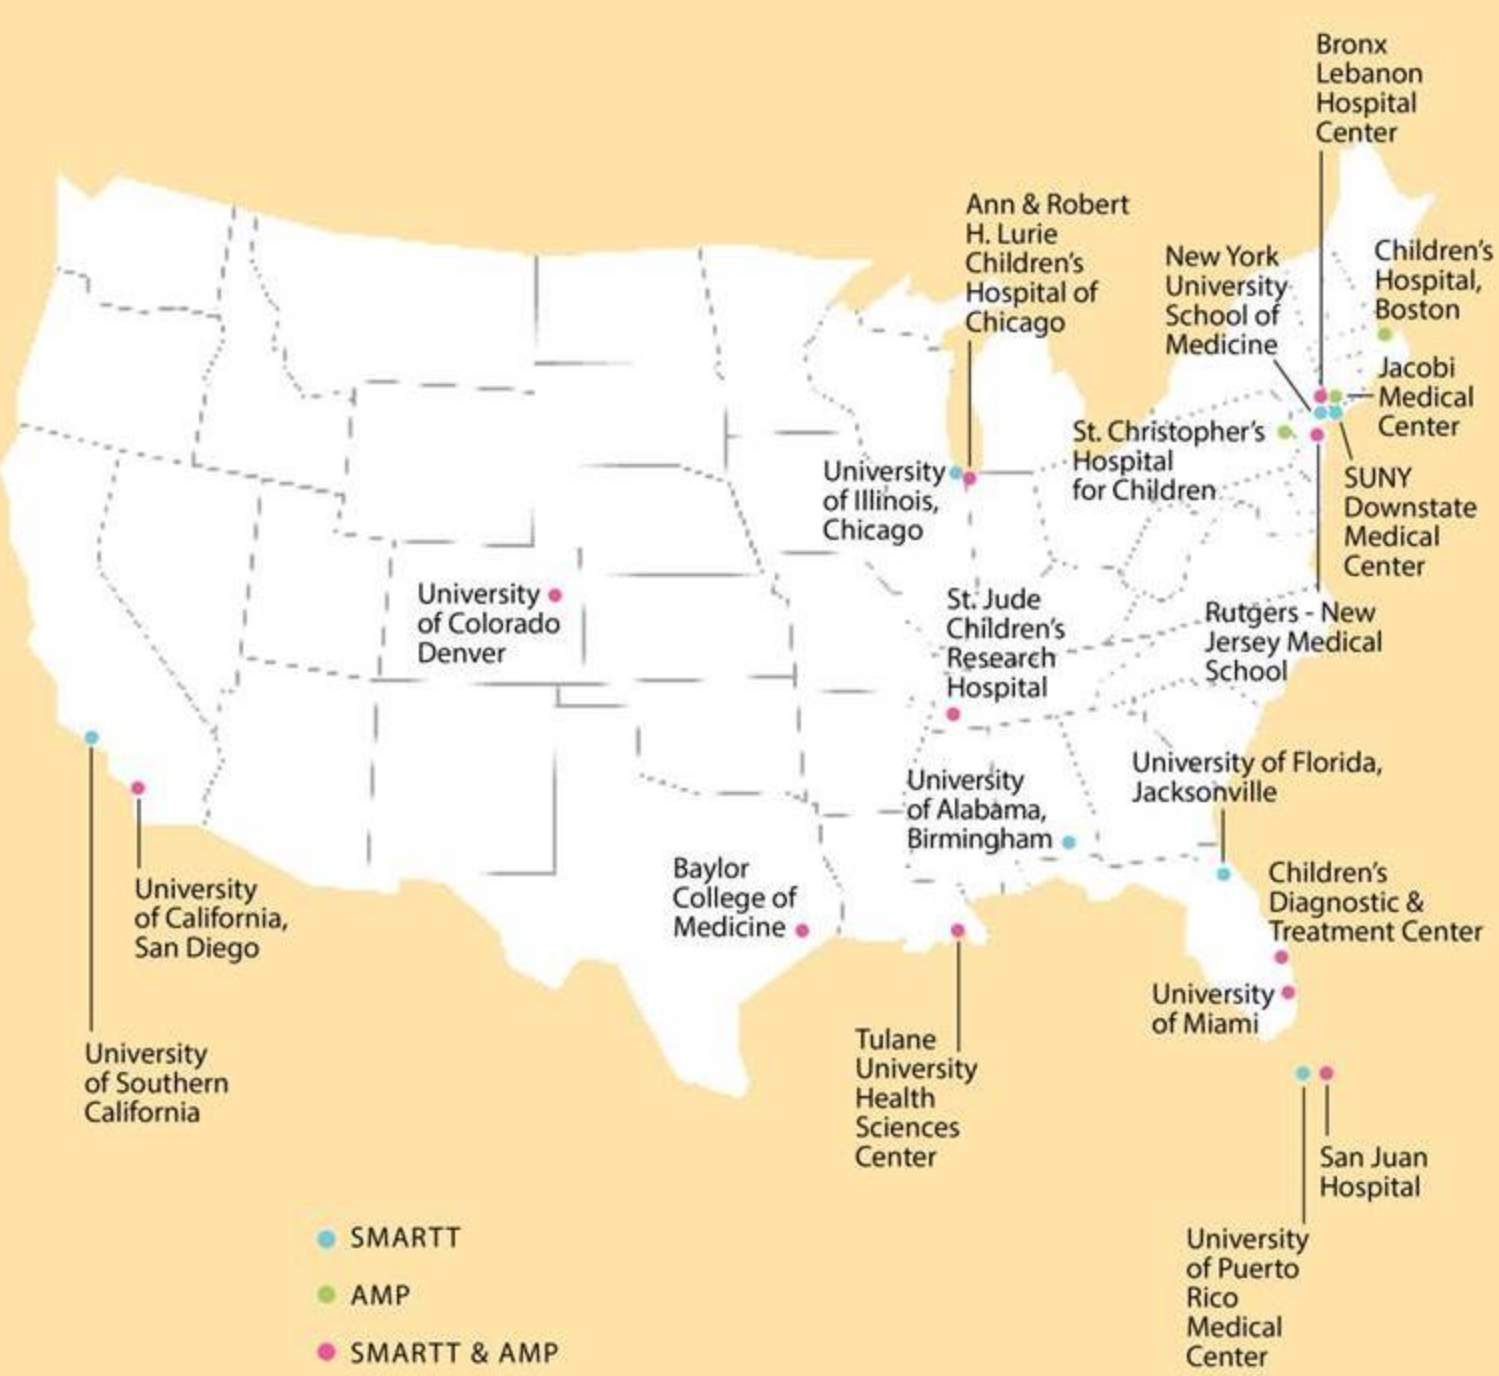 Bronx
Lebanon
Hospital
Center
Ann & Robert
H. Lurie
Children's
Hospital of
Chicago
New York
University
School of
Medicine
Children's
Hospital,
Boston
Jacobi
Medical
Center
St. Christopher's
Hospital
for Children
University
of Illinois,
Chicago
SUNY
Downstate
Medical
Center
University
of Colorado
Denver
St. Jude
Children's
Research
Hospital
Rutgers - New
Jersey Medical
School
University of Florida,
Jacksonville
University
of Alabama,
Birmingham
Baylor
College of
Medicine
Children's
Diagnostic &
Treatment Center
University
of California,
San Diego
University
of Miami
University
of Southern
California
Tulane
University
Health
Sciences
Center
San Juan
Hospital
University
of Puerto
Rico
Medical
Center
SMARTT
AMP
SMARTT & AMP